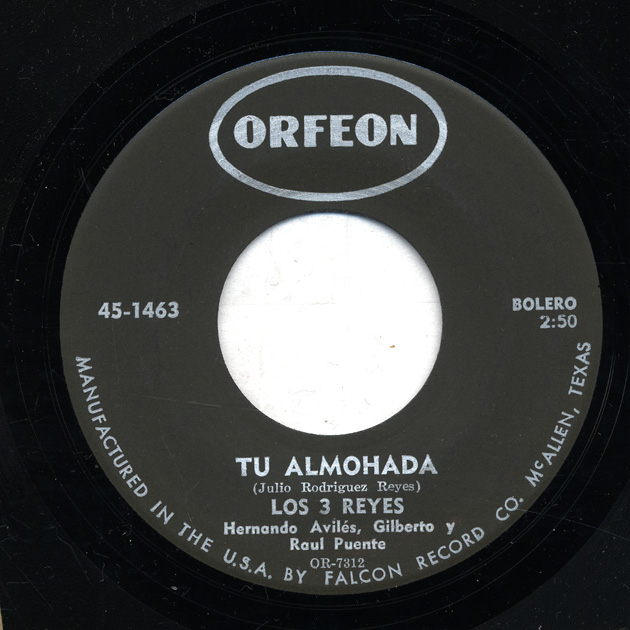 ORFEON
45-1463
BOLERO
2:50
TU ALMOHADA
(Julio Rodriguez Reyes)
LOS 3 REYES
Hernando Avilés, Gilberto y
Raul Puente
OR-7312
MANUFACTURED IN THE U.S.A. BY FALCON RECORD CO. McALLEN, TEXAS